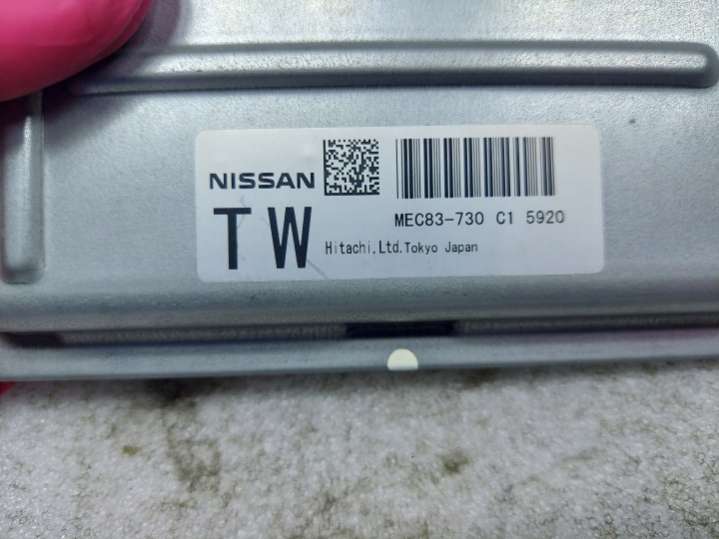 NISSAN
TW
MEC83-730 C1 5920
Hitachi,Ltd.Tokyo Japan